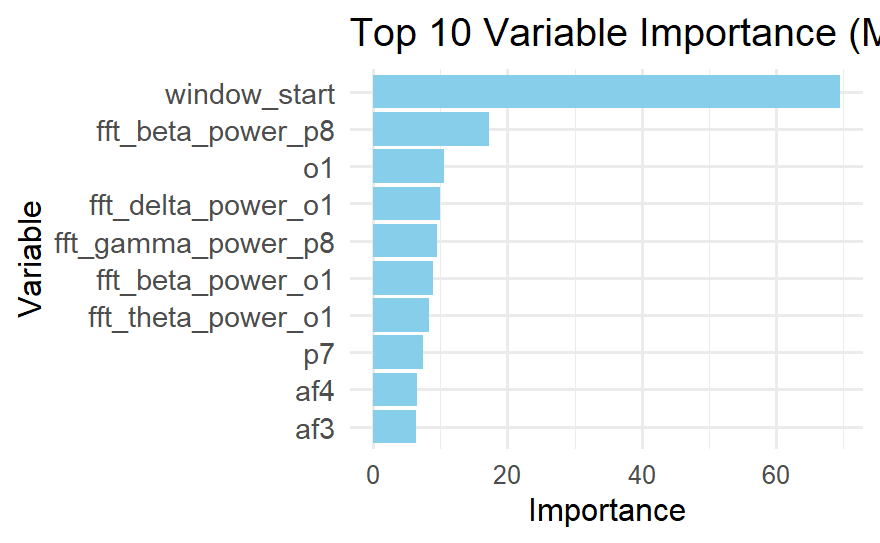 Top 10 Variable Importance (M
window_start
fft_beta_power_p8
o1
fft_delta_power_o1
fft_gamma_power_p8
fft_beta_power_o1
fft_theta_power_o1
p7
af4
af3
Variable
0 20 40 60
Importance